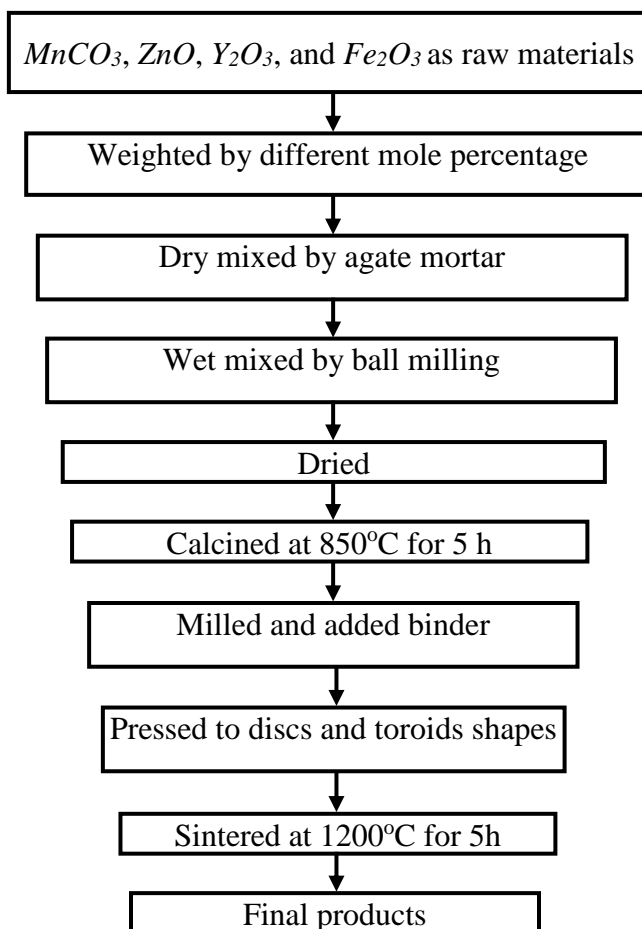 MnCO₃, ZnO, Y₂O₃, and Fe₂O₃ as raw materials
Weighted by different mole percentage
Dry mixed by agate mortar
Wet mixed by ball milling
Dried
Calcined at 850°C for 5 h
Milled and added binder
Pressed to discs and toroids shapes
Sintered at 1200°C for 5h
Final products